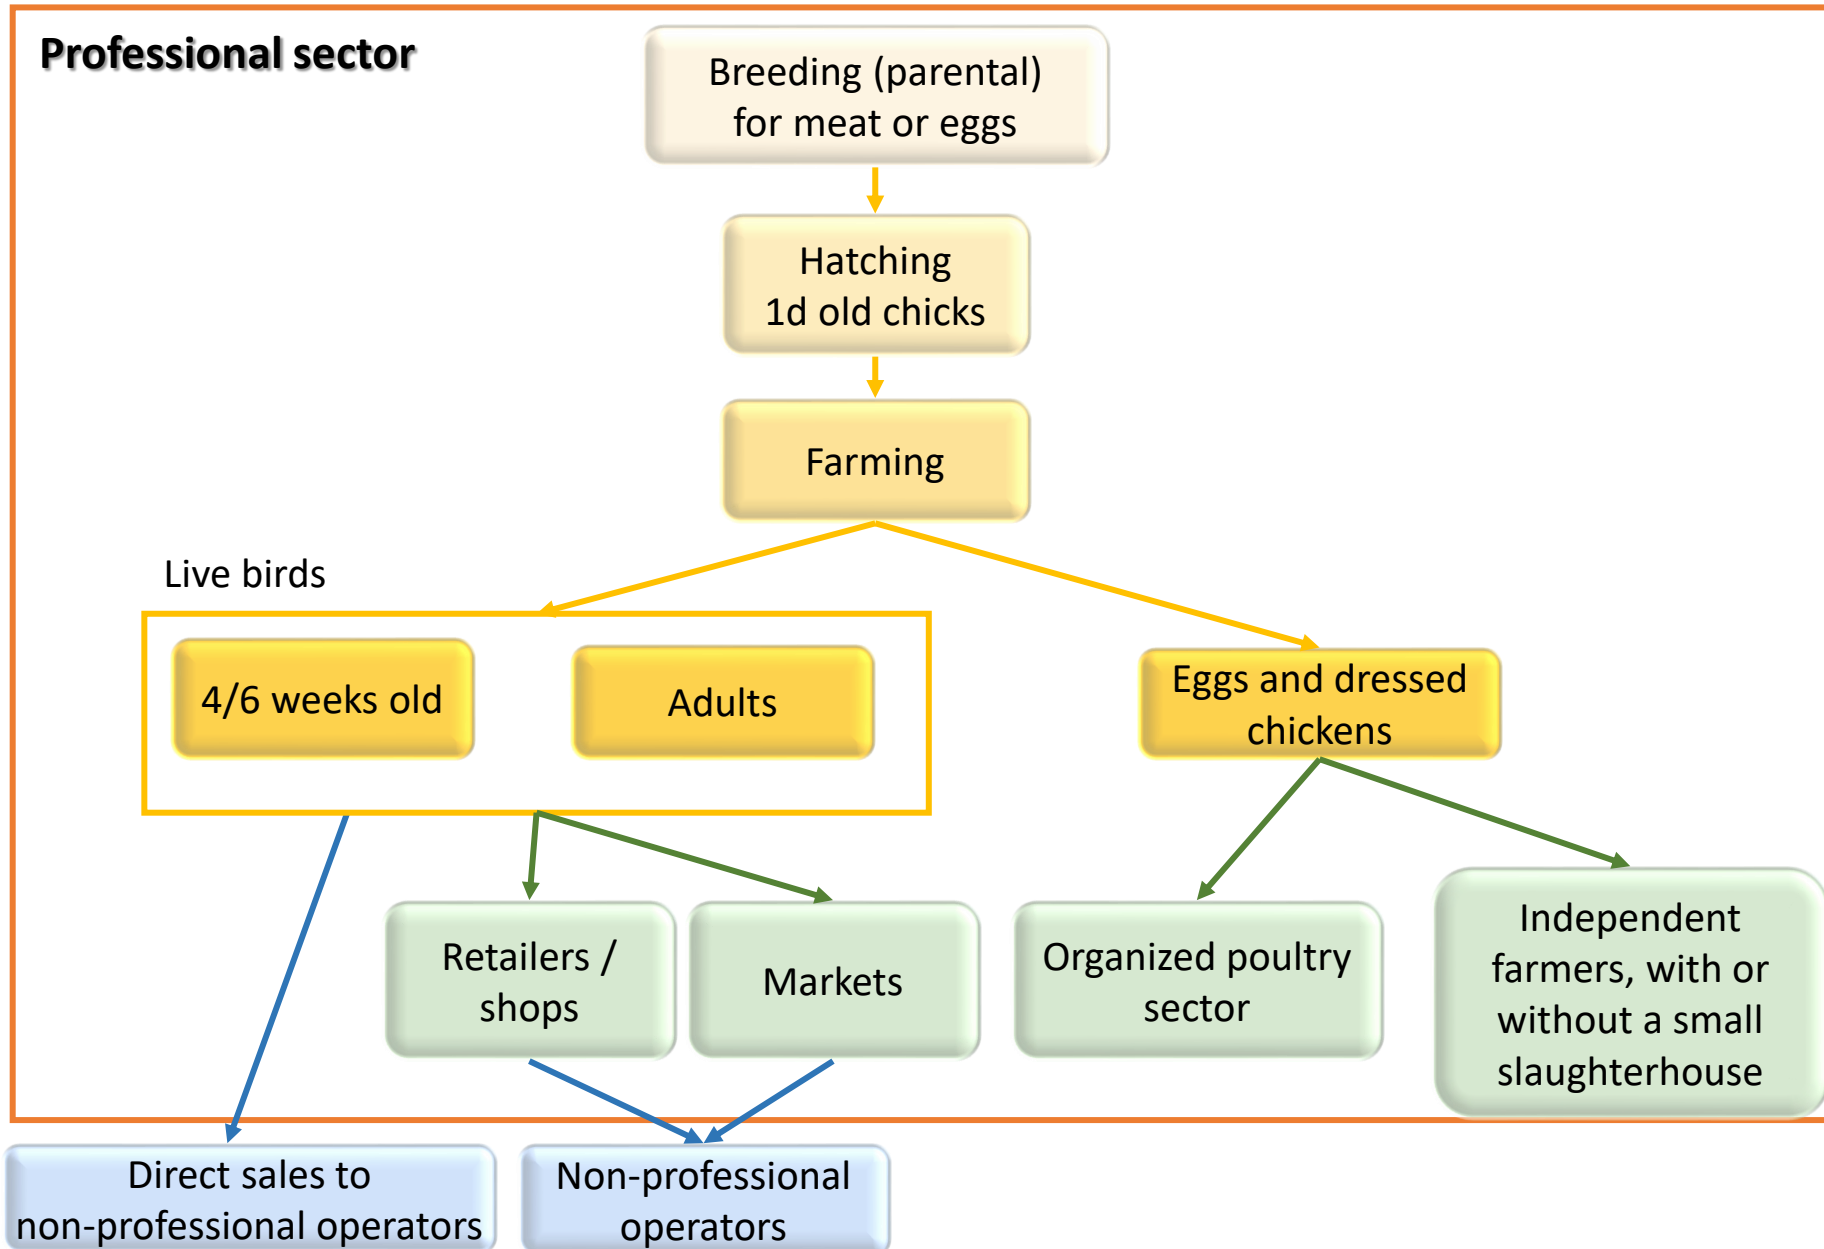 Professional sector
Breeding (parental)
for meat or eggs
Hatching
1d old chicks
Farming
Live birds
4/6 weeks old
Adults
Eggs and dressed
chickens
Retailers /
shops
Markets
Organized poultry
sector
Independent
farmers, with or
without a small
slaughterhouse
Direct sales to
non-professional operators
Non-professional
operators